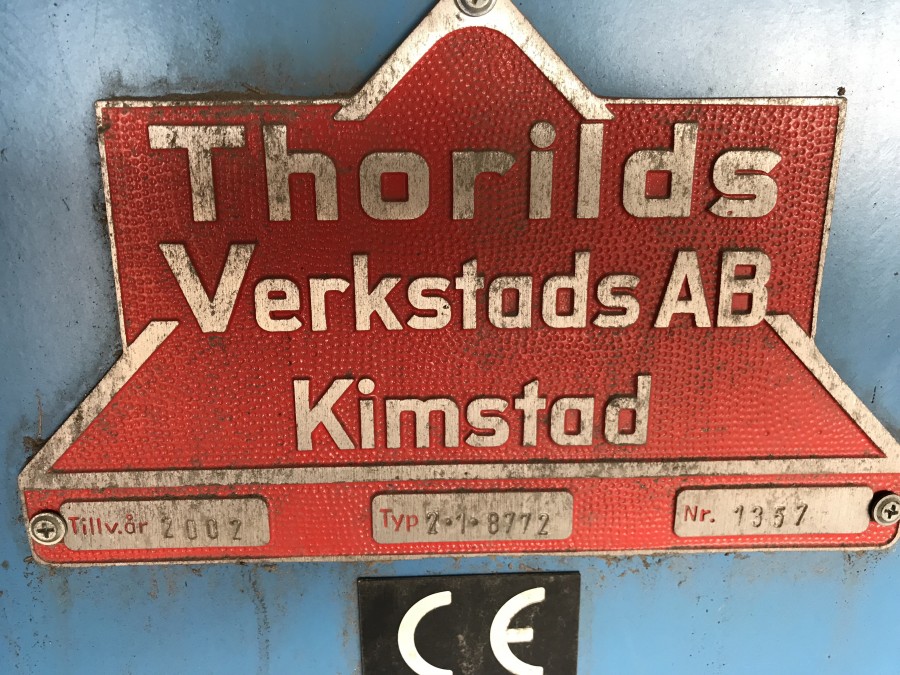 Thorilds
Verkstads AB
Kimstad
Tillv.år 2002 Typ 2·1·8772 Nr. 1357
CE